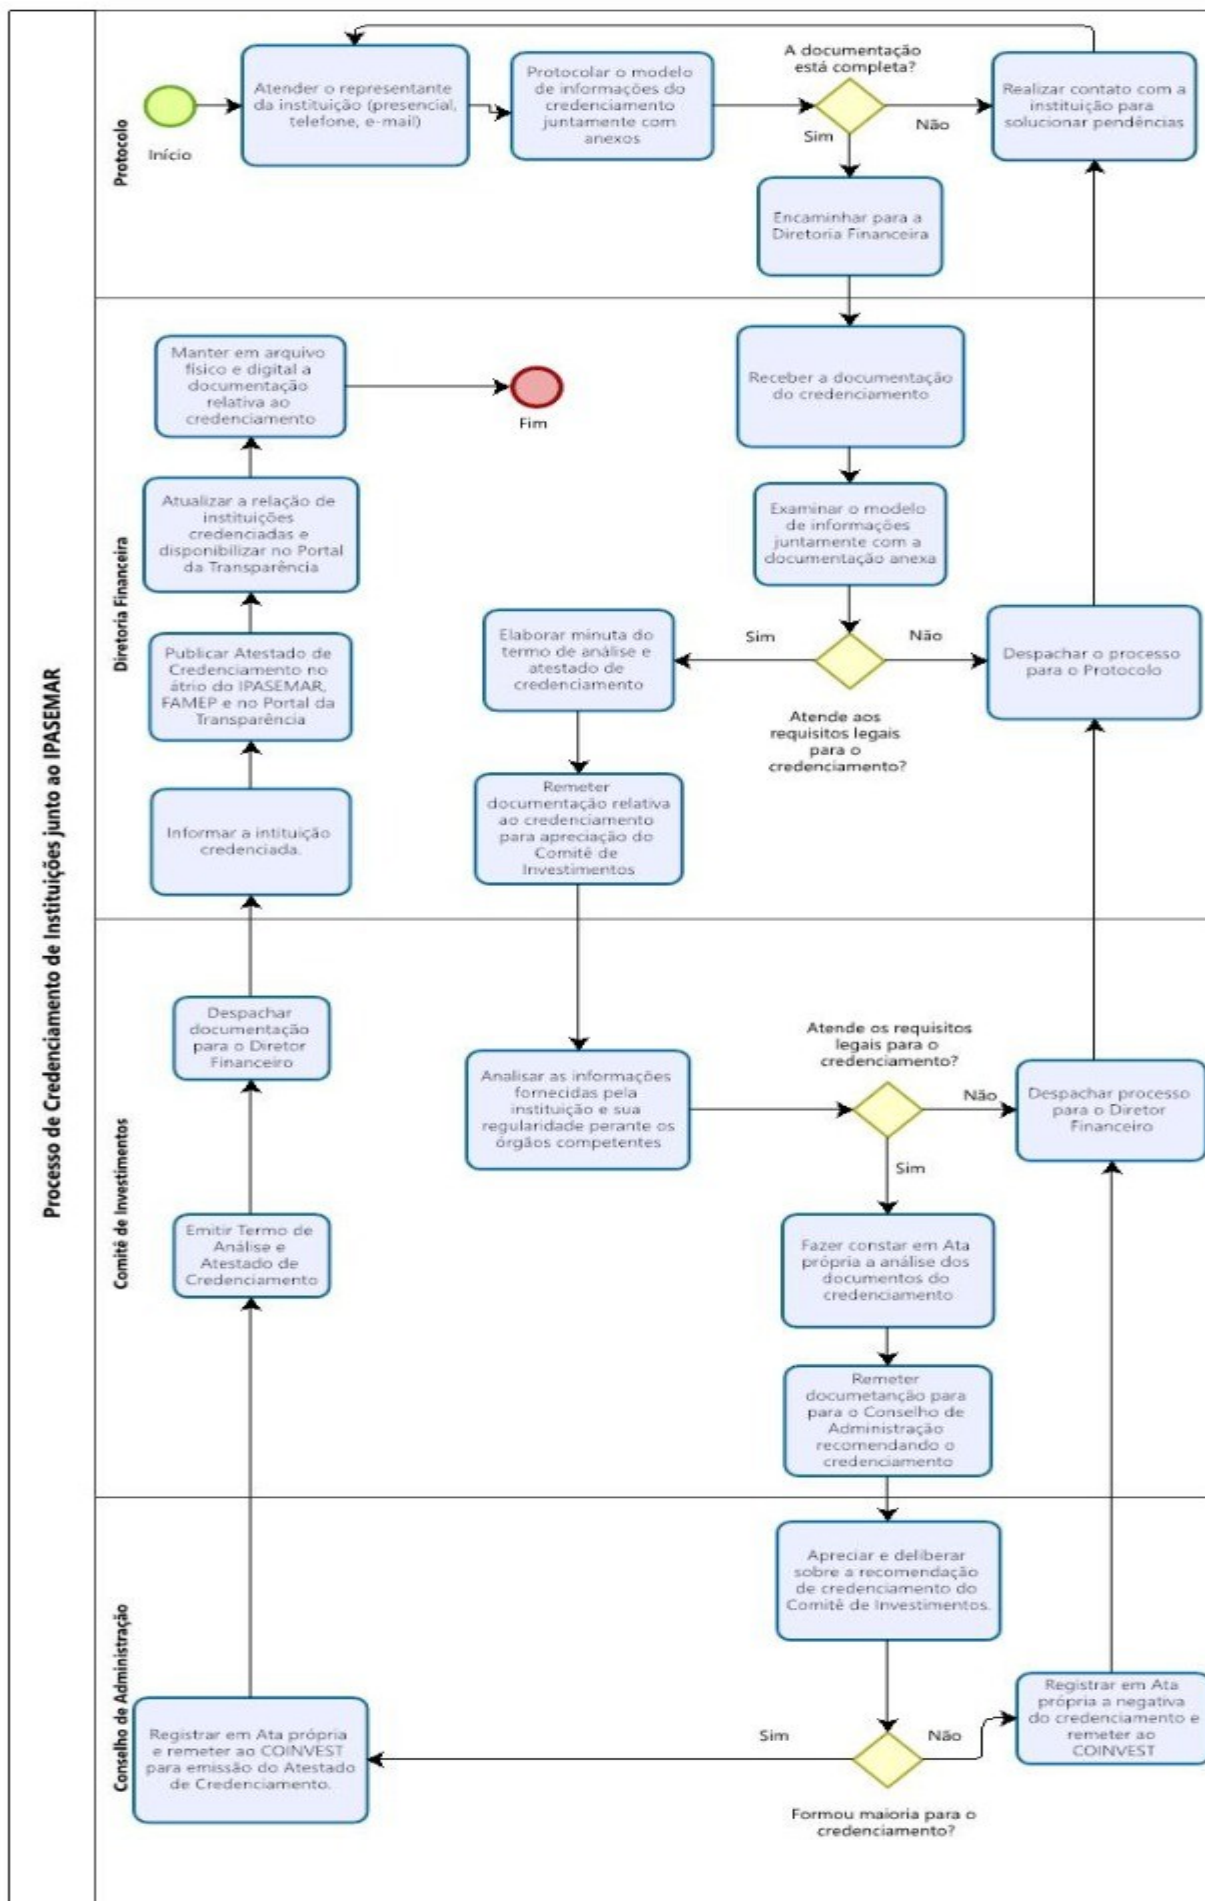 Processo de Credenciamento de Instituições junto ao IPASEMAR
Protocolo
Início
Atender o representante
da instituição (presencial,
telefone, e-mail)
Protocolar o modelo
de informações do
credenciamento
juntamente com
anexos
A documentação
está completa?
Sim
Não
Realizar contato com a
instituição para
solucionar pendências
Encaminhar para a
Diretoria Financeira
Diretoria Financeira
Manter em arquivo
físico e digital a
documentação
relativa ao
credenciamento
Fim
Receber a documentação
do credenciamento
Atualizar a relação de
instituições
credenciadas e
disponibilizar no Portal
da Transparência
Examinar o modelo
de informações
juntamente com a
documentação anexa
Publicar Atestado de
Credenciamento no
átrio do IPASEMAR,
FAMEP e no Portal da
Transparência
Elaborar minuta do
termo de análise e
atestado de
credenciamento
Sim
Não
Atende aos
requisitos legais
para o
credenciamento?
Despachar o processo
para o Protocolo
Informar a intituição
credenciada.
Remeter
documentação relativa
ao credenciamento
para apreciação do
Comitê de
Investimentos
Comitê de Investimentos
Despachar
documentação
para o Diretor
Financeiro
Analisar as informações
fornecidas pela
instituição e sua
regularidade perante os
órgãos competentes
Atende os requisitos
legais para o
credenciamento?
Não
Sim
Despachar processo
para o Diretor
Financeiro
Emitir Termo de
Análise e
Atestado de
Credenciamento
Fazer constar em Ata
própria a análise dos
documentos do
credenciamento
Remeter
documetanção para
para o Conselho de
Administração
recomendando o
credenciamento
Conselho de Administração
Apreciar e deliberar
sobre a recomendação
de credenciamento do
Comitê de Investimentos.
Registrar em Ata própria
e remeter ao COINVEST
para emissão do Atestado
de Credenciamento.
Sim
Não
Formou maioria para o
credenciamento?
Registrar em Ata
própria a negativa
do credenciamento e
remeter ao
COINVEST